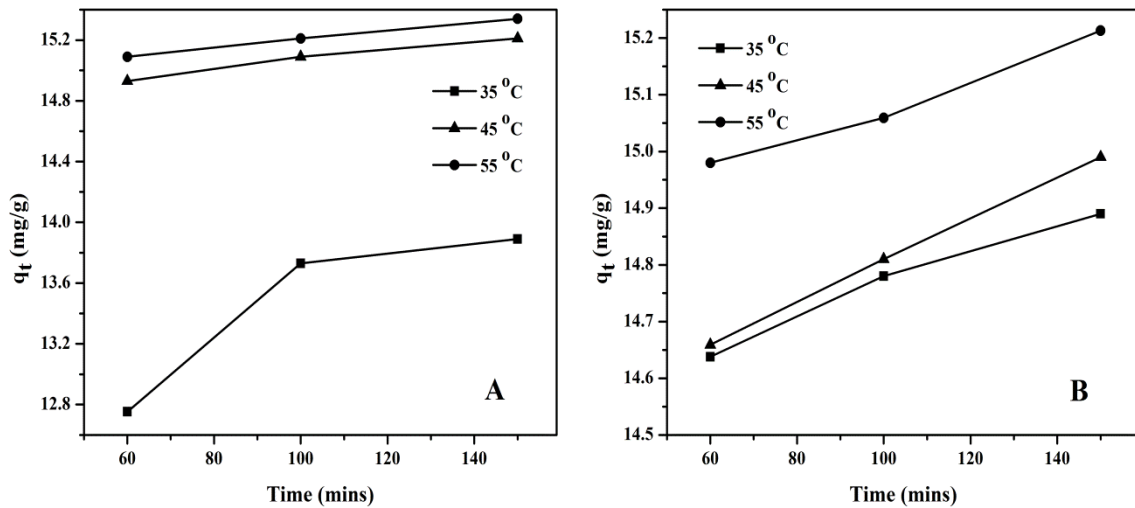 15.2
14.8
14.4
14.0
13.6
13.2
12.8
q_t (mg/g)
35 °C
45 °C
55 °C
A
60
80
100
120
140
Time (mins)
15.2
15.1
15.0
14.9
14.8
14.7
14.6
14.5
q_t (mg/g)
35 °C
45 °C
55 °C
B
60
80
100
120
140
Time (mins)